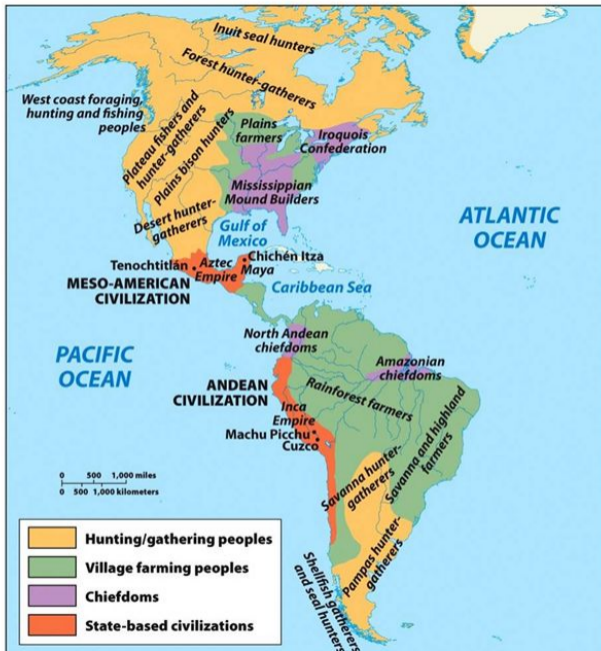 Inuit seal hunters
Forest hunter-gatherers
West coast foraging,
hunting and fishing
peoples
Plateau fishers and
hunter-gatherers
Plains bison hunters
Plains
farmers
Iroquois
Confederation
Mississippian
Mound Builders
Desert hunter-
gatherers
Gulf of
Mexico
ATLANTIC
OCEAN
Tenochtitlán
Aztec
Empire
Chichén Itza
Maya
MESO-AMERICAN
CIVILIZATION
Caribbean Sea
North Andean
chiefdoms
Amazonian
chiefdoms
PACIFIC
OCEAN
ANDEAN
CIVILIZATION
Rainforest farmers
Inca
Empire
Machu Picchu
Cuzco
Savanna and highland
farmers
Savanna hunter-
gatherers
Pampas hunter-
gatherers
Shellfish gatherers
and seal hunters
0 500 1,000 miles
0 500 1,000 kilometers
Hunting/gathering peoples
Village farming peoples
Chiefdoms
State-based civilizations